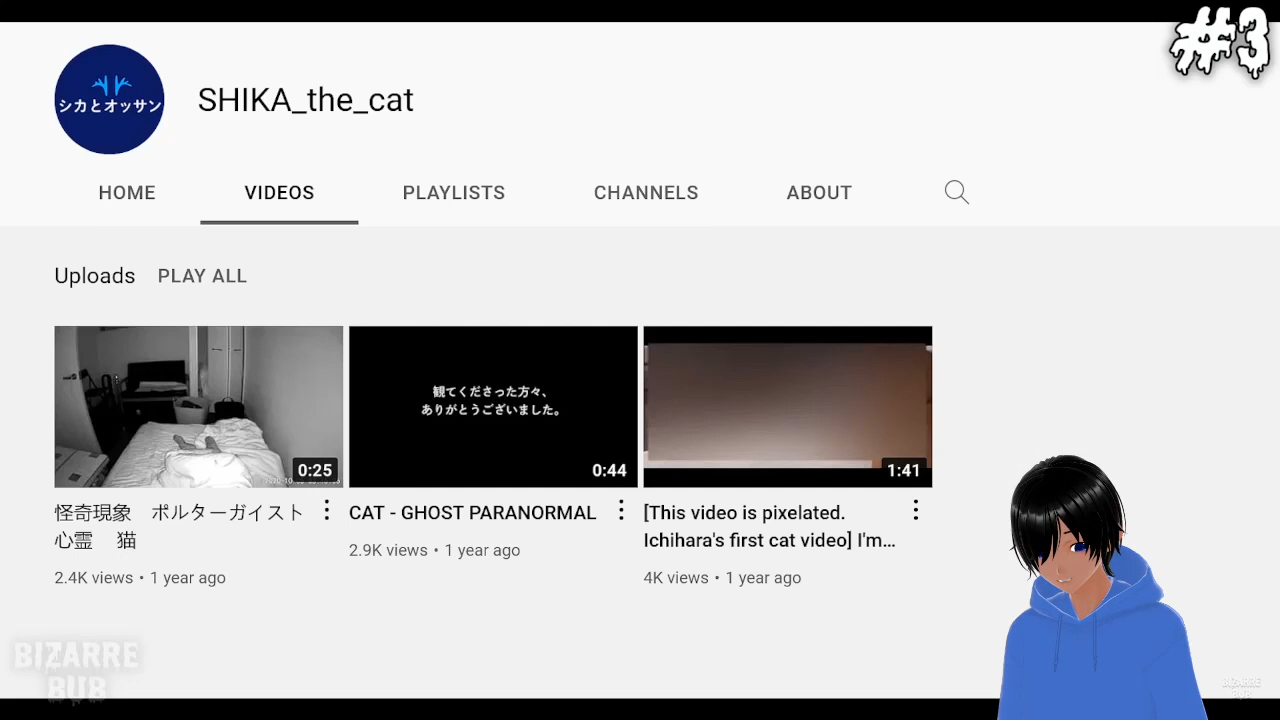 #3
シカとオッサン
SHIKA_the_cat
HOME
VIDEOS
PLAYLISTS
CHANNELS
ABOUT
Uploads
PLAY ALL
0:25
観てくださった方々、
ありがとうございました。
0:44
1:41
怪奇現象 ポルターガイスト
心霊 猫
2.4K views • 1 year ago
CAT - GHOST PARANORMAL
2.9K views • 1 year ago
[This video is pixelated.
Ichihara's first cat video] I'm...
4K views • 1 year ago
BIZARRE
BUB
BIZARRE
BUB